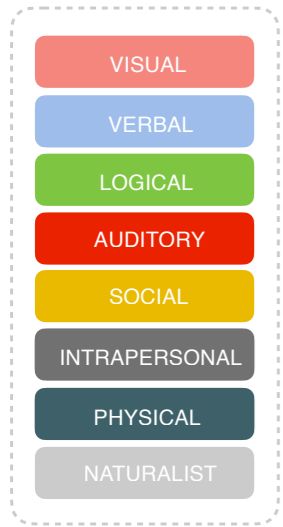 VISUAL
VERBAL
LOGICAL
AUDITORY
SOCIAL
INTRAPERSONAL
PHYSICAL
NATURALIST